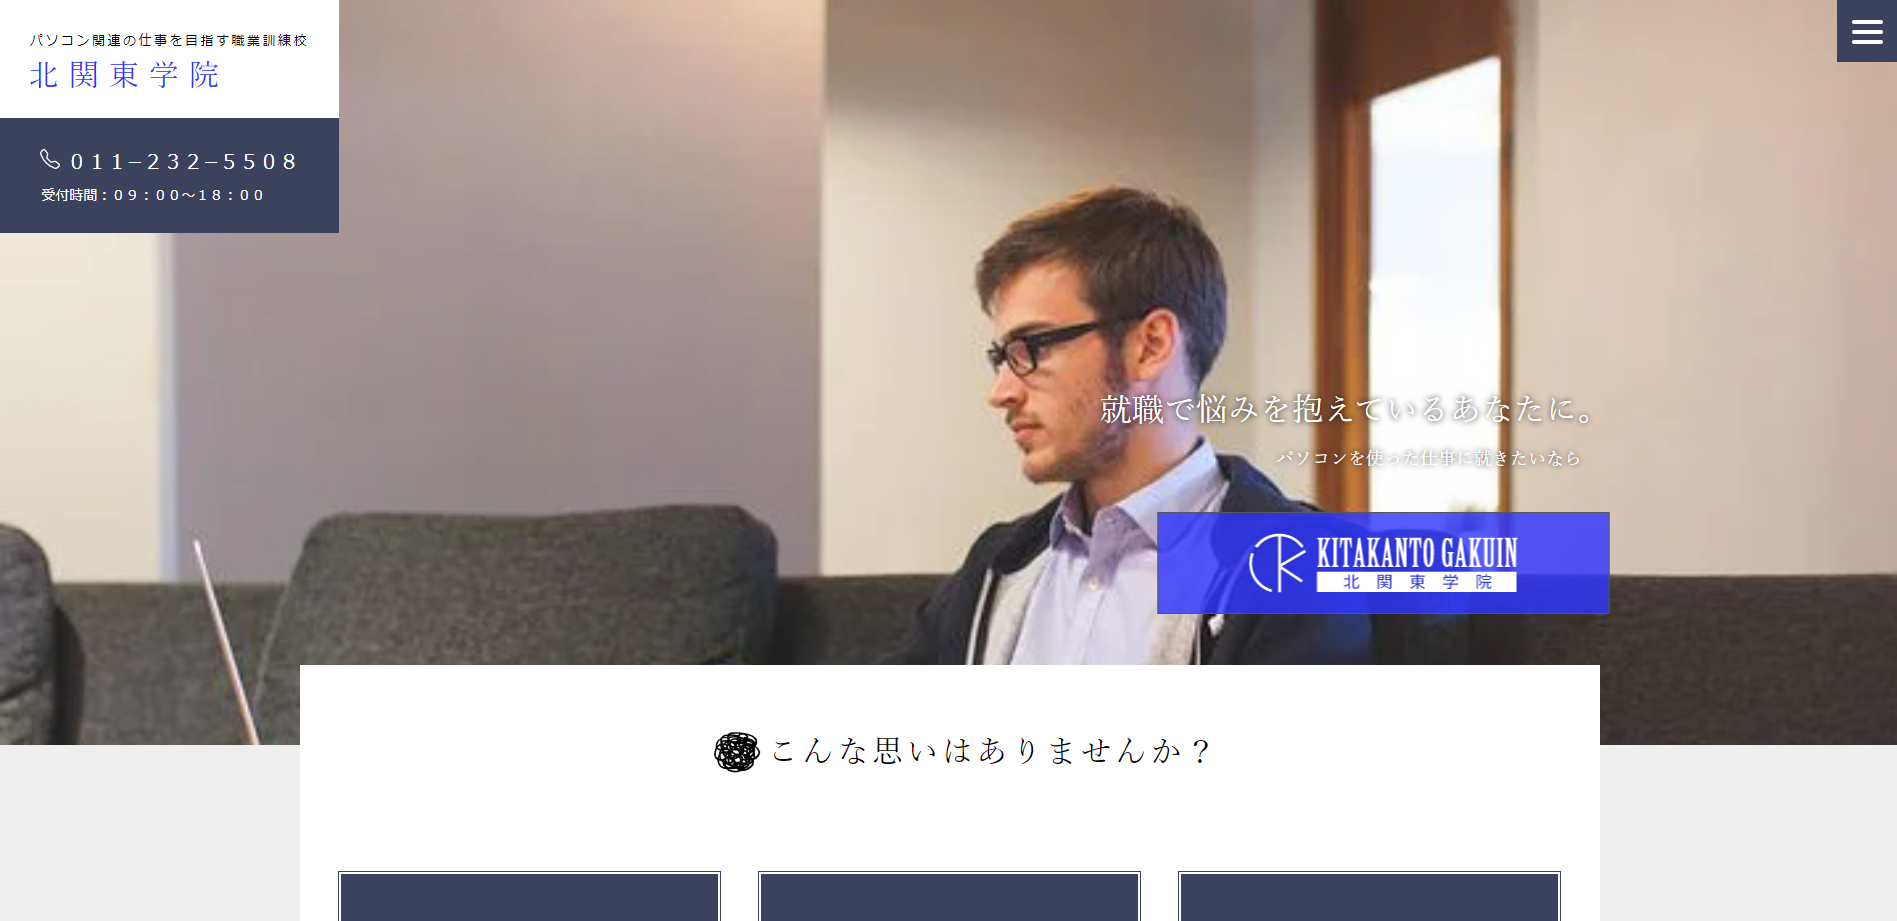 パソコン関連の仕事を目指す職業訓練校
北関東学院
０１１−２３２−５５０８
受付時間：０９：００～１８：００
就職で悩みを抱えているあなたに。
パソコンを使った仕事に就きたいなら
KITAKANTO GAKUIN
北関東学院
こんな思いはありませんか？